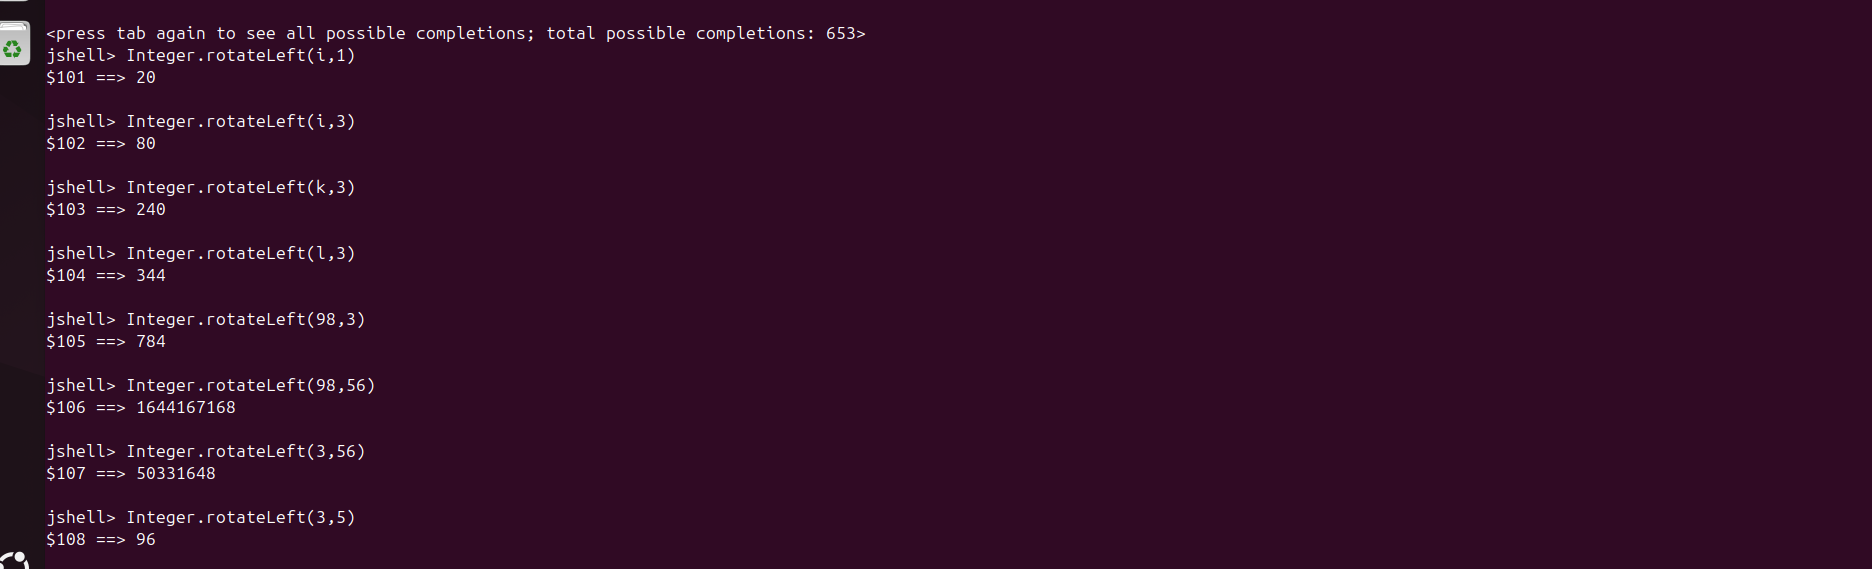 <press tab again to see all possible completions; total possible completions: 653>
jshell> Integer.rotateLeft(i,1)
$101 ==> 20
jshell> Integer.rotateLeft(i,3)
$102 ==> 80
jshell> Integer.rotateLeft(k,3)
$103 ==> 240
jshell> Integer.rotateLeft(l,3)
$104 ==> 344
jshell> Integer.rotateLeft(98,3)
$105 ==> 784
jshell> Integer.rotateLeft(98,56)
$106 ==> 1644167168
jshell> Integer.rotateLeft(3,56)
$107 ==> 50331648
jshell> Integer.rotateLeft(3,5)
$108 ==> 96